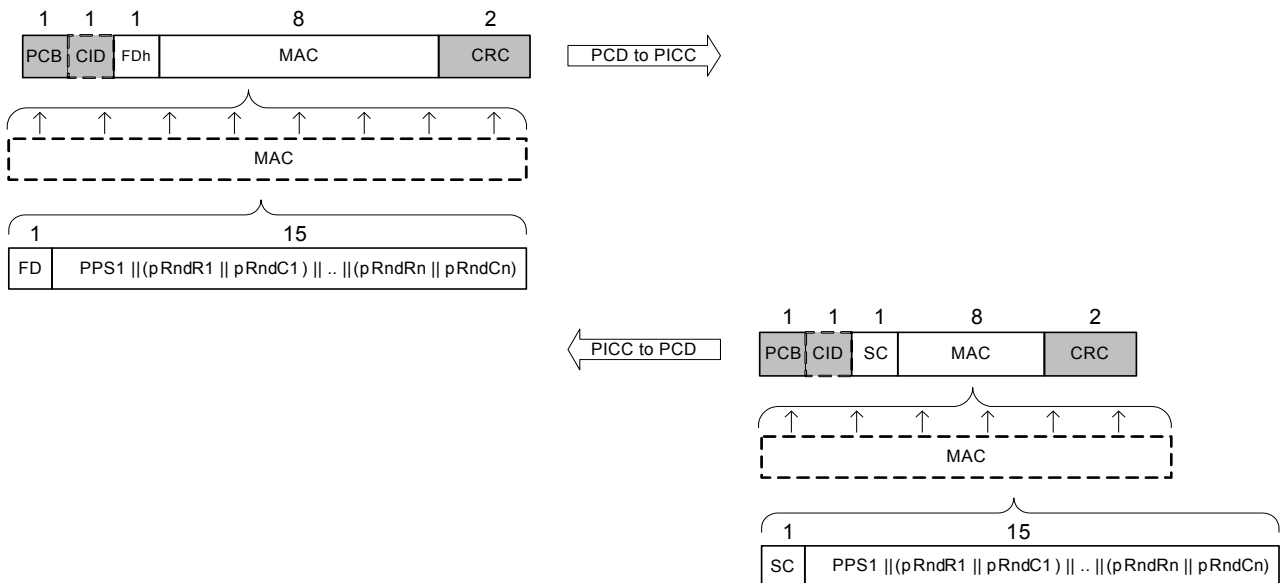 1 1 1 8 2
PCB CID FDh MAC CRC
PCD to PICC
MAC
1 15
FD PPS1 ||(pRndR1 || pRndC1) || .. ||(pRndRn || pRndCn)
1 1 1 8 2
PICC to PCD
PCB CID SC MAC CRC
MAC
1 15
SC PPS1 ||(pRndR1 || pRndC1) || .. ||(pRndRn || pRndCn)